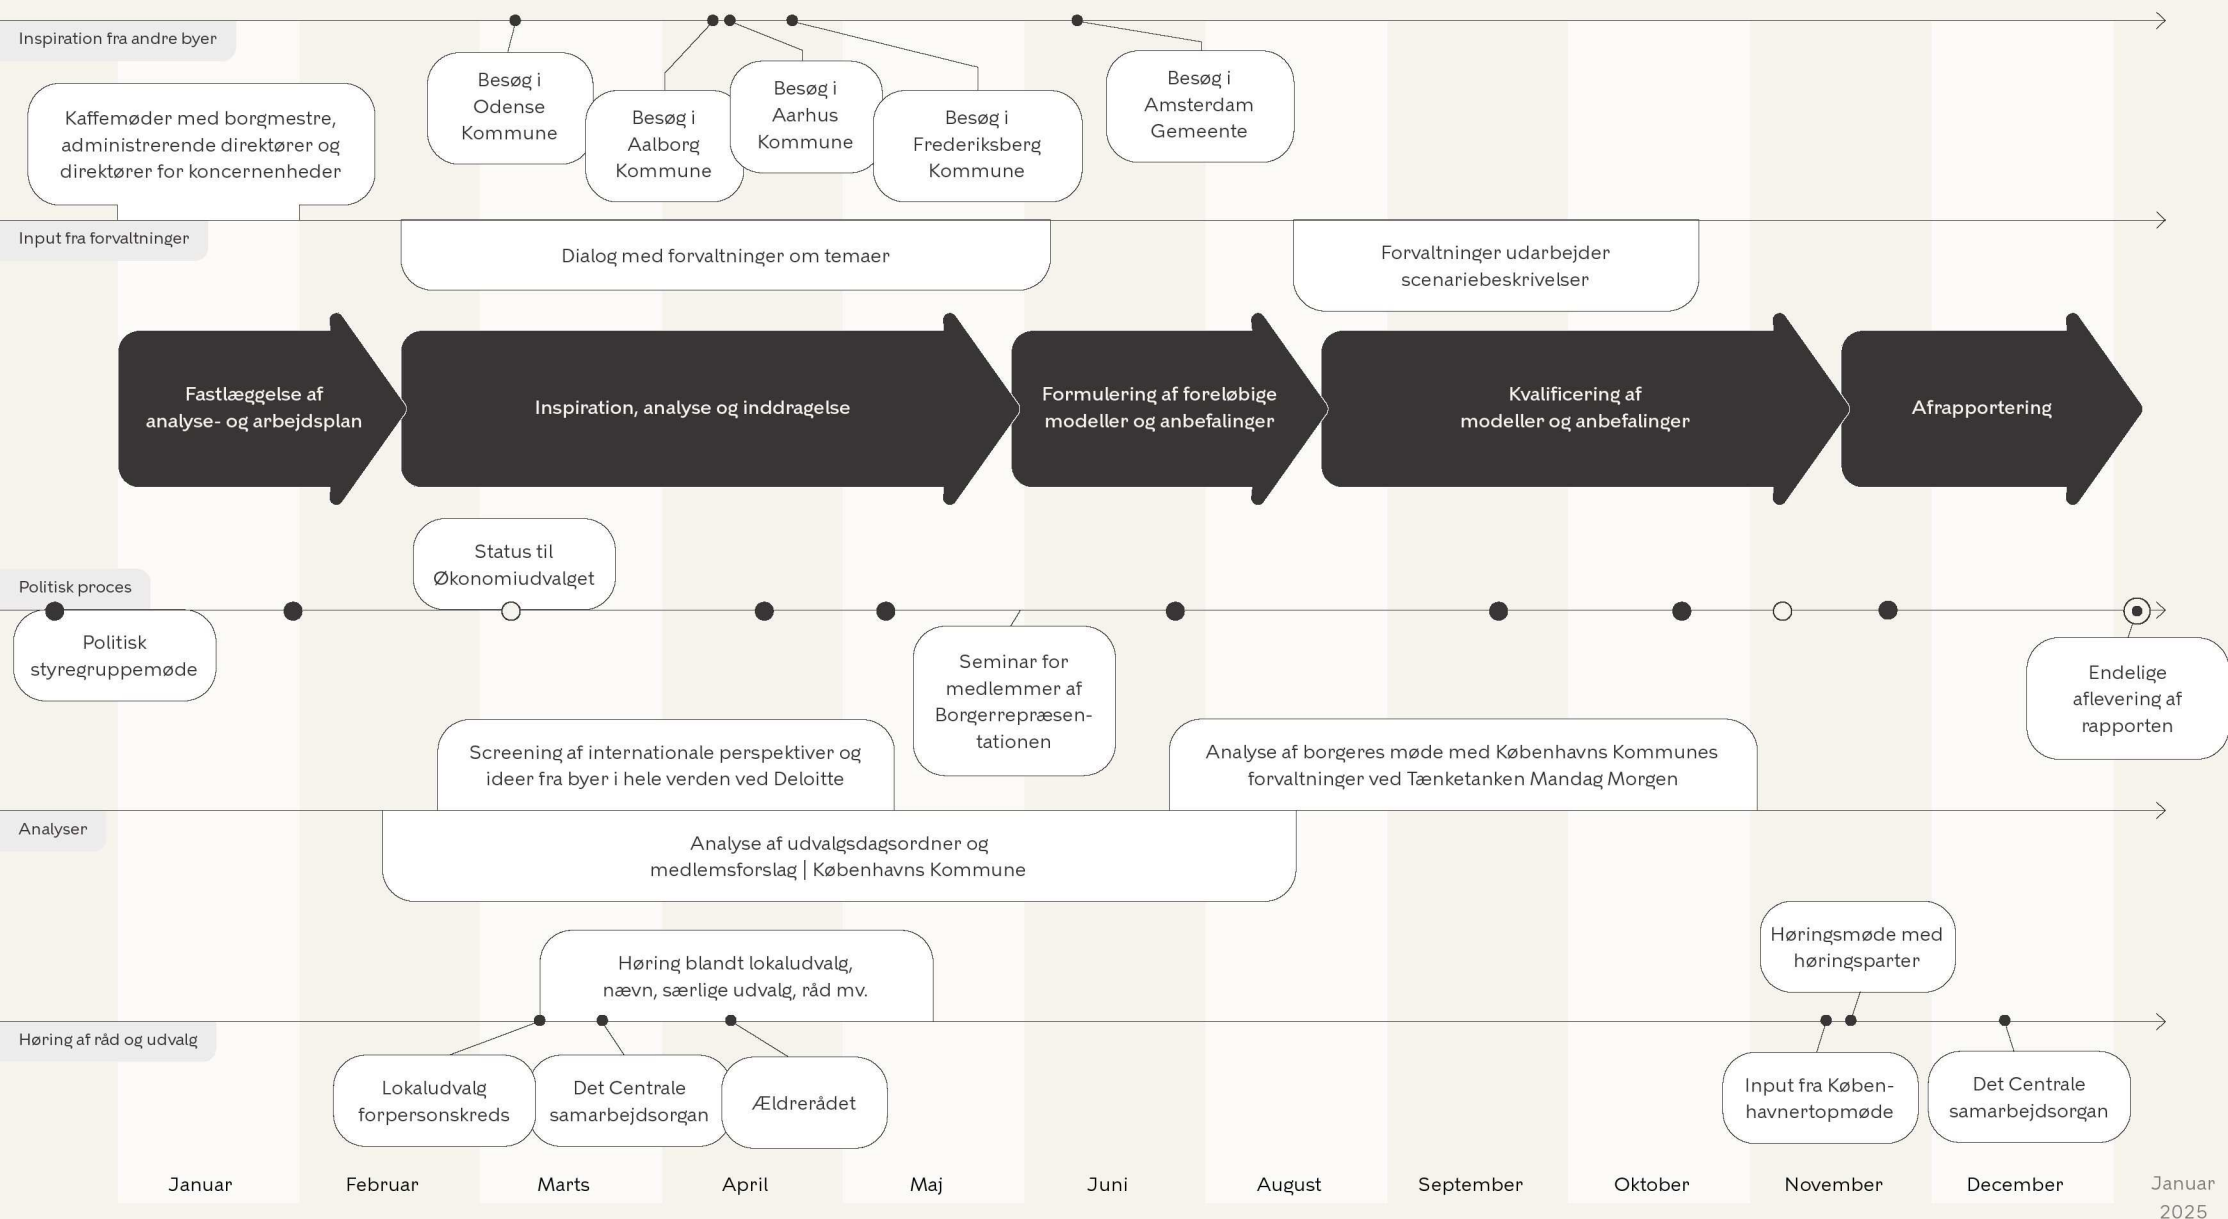 Inspiration fra andre byer
Kaffemøder med borgmestre,
administrerende direktører og
direktører for koncernenheder
Besøg i
Odense
Kommune
Besøg i
Aalborg
Kommune
Besøg i
Aarhus
Kommune
Besøg i
Frederiksberg
Kommune
Besøg i
Amsterdam
Gemeente
Input fra forvaltninger
Dialog med forvaltninger om temaer
Forvaltninger udarbejder
scenariebeskrivelser
Fastlæggelse af
analyse- og arbejdsplan
Inspiration, analyse og inddragelse
Formulering af foreløbige
modeller og anbefalinger
Kvalificering af
modeller og anbefalinger
Afrapportering
Status til
Økonomiudvalget
Politisk proces
Politisk
styregruppemøde
Seminar for
medlemmer af
Borgerrepræsen-
tationen
Endelige
aflevering af
rapporten
Screening af internationale perspektiver og
ideer fra byer i hele verden ved Deloitte
Analyse af borgeres møde med Københavns Kommunes
forvaltninger ved Tænketanken Mandag Morgen
Analyser
Analyse af udvalgsdagsordner og
medlemsforslag | Københavns Kommune
Høring blandt lokaludvalg,
nævn, særlige udvalg, råd mv.
Høringsmøde med
høringsparter
Høring af råd og udvalg
Lokaludvalg
forpersonskreds
Det Centrale
samarbejdsorgan
Ældrerådet
Input fra Køben-
havnertopmøde
Det Centrale
samarbejdsorgan
Januar
Februar
Marts
April
Maj
Juni
August
September
Oktober
November
December
Januar
2025